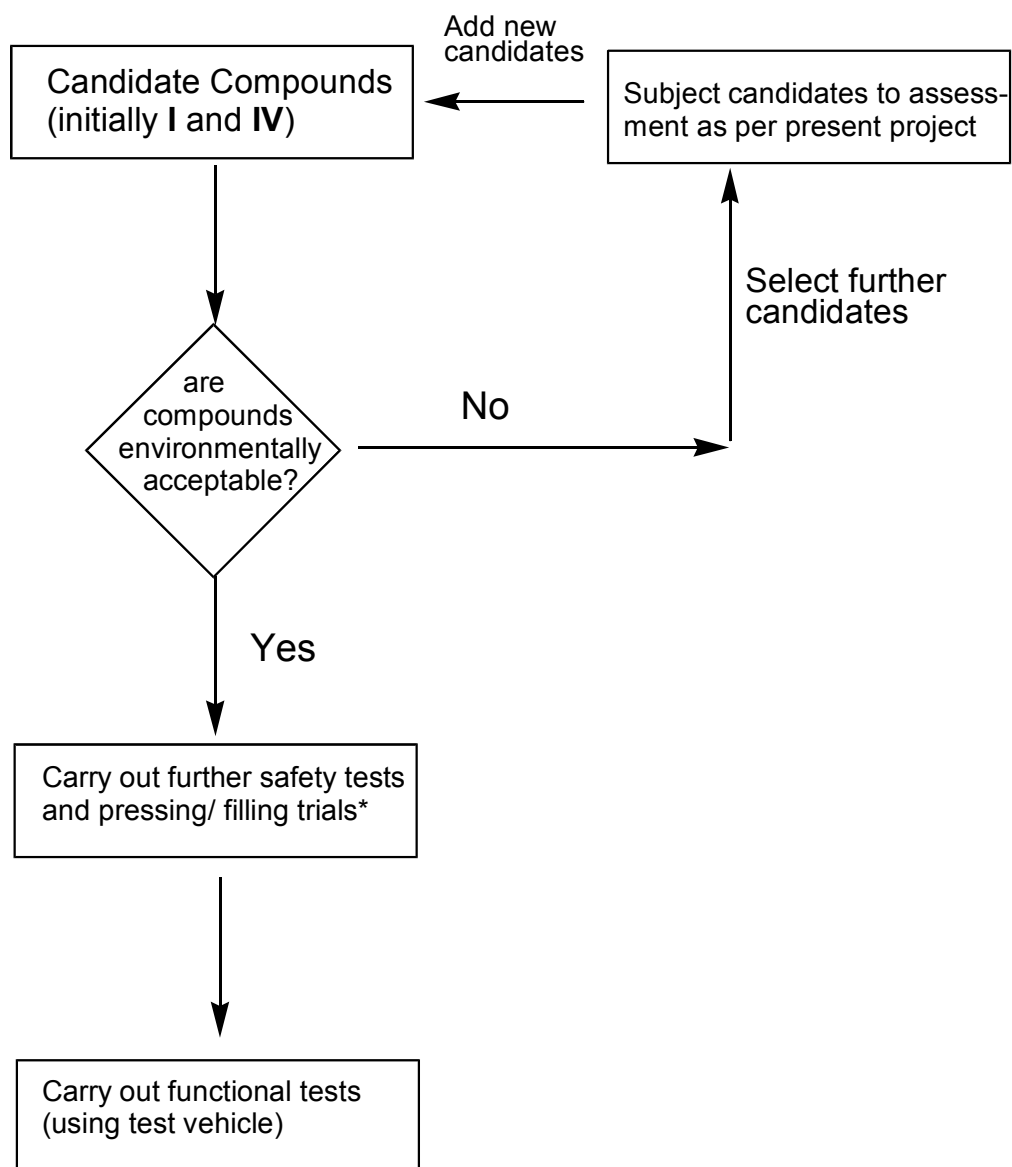 Add new
candidates
Candidate Compounds
(initially I and IV)
Subject candidates to assess-
ment as per present project
Select further
candidates
are
compounds
environmentally
acceptable?
No
Yes
Carry out further safety tests
and pressing/ filling trials*
Carry out functional tests
(using test vehicle)